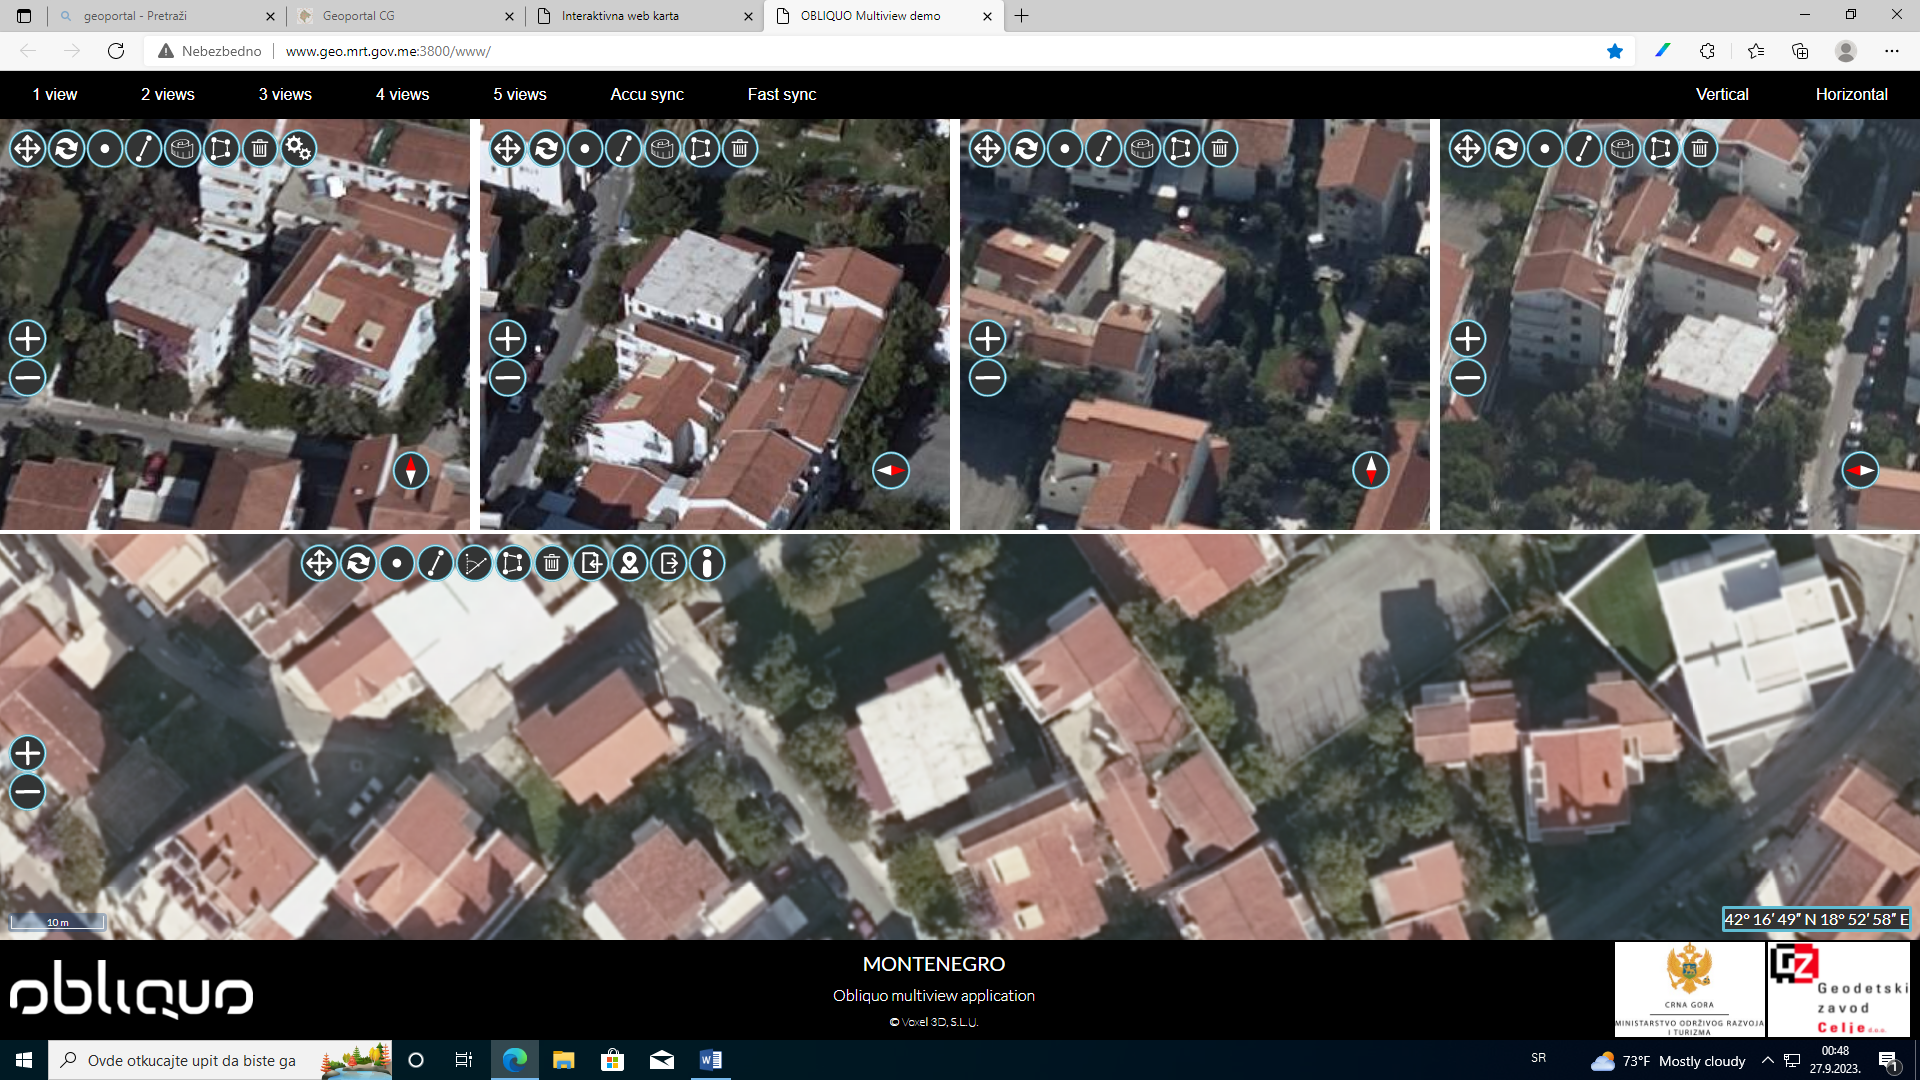 geoportal - Pretraži
Geoportal CG
Interaktivna web karta
OBLIQUO Multiview demo
Nebezbedno
www.geo.mrt.gov.me:3800/www/
1 view
2 views
3 views
4 views
5 views
Accu sync
Fast sync
Vertical
Horizontal
10 m
42° 16′ 49″ N 18° 52′ 58″ E
obliquo
MONTENEGRO
Obliquo multiview application
© Voxel 3D, S.L.U.
CRNA GORA
MINISTARSTVO ODRŽIVOG RAZVOJA
I TURIZMA
GZ
Geodetski
zavod
Celje d.o.o.
Ovde otkucajte upit da biste ga
SR
73°F Mostly cloudy
00:48
27.9.2023.
1